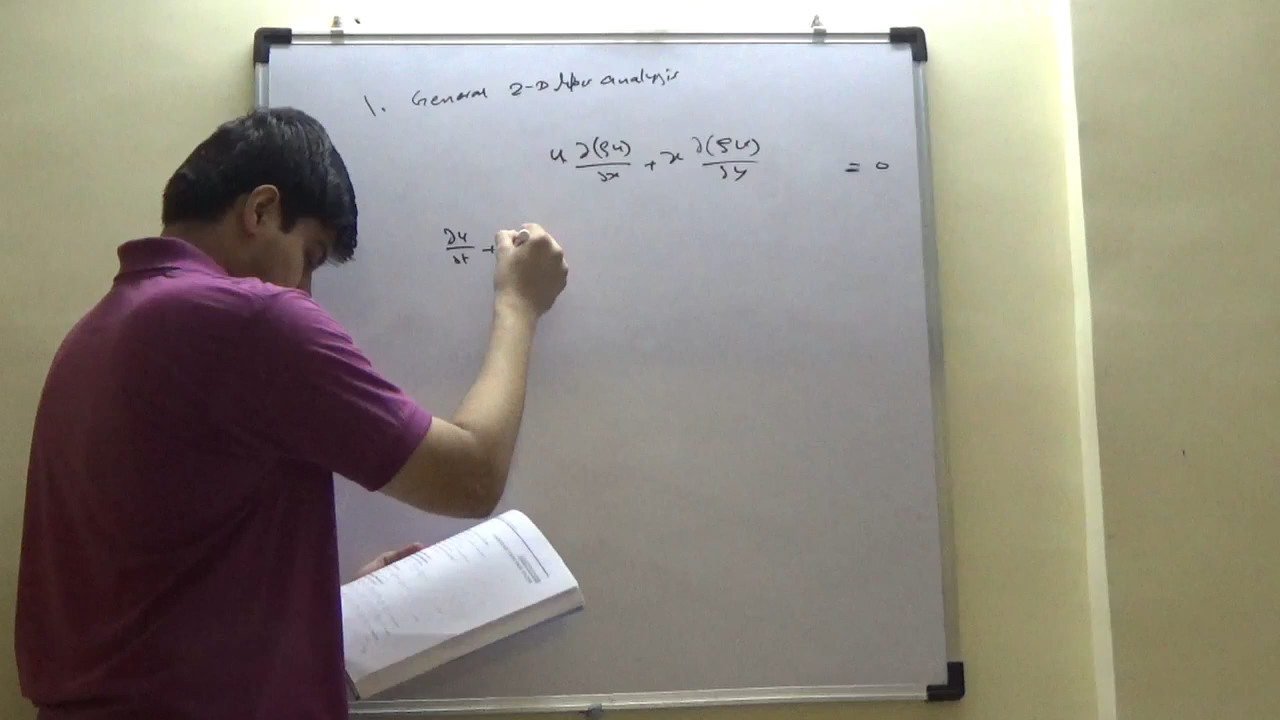 1. General 2-D flow analysis
u ∂(ρu)/∂x + x ∂(ρv)/∂y = 0
∂u/∂t +